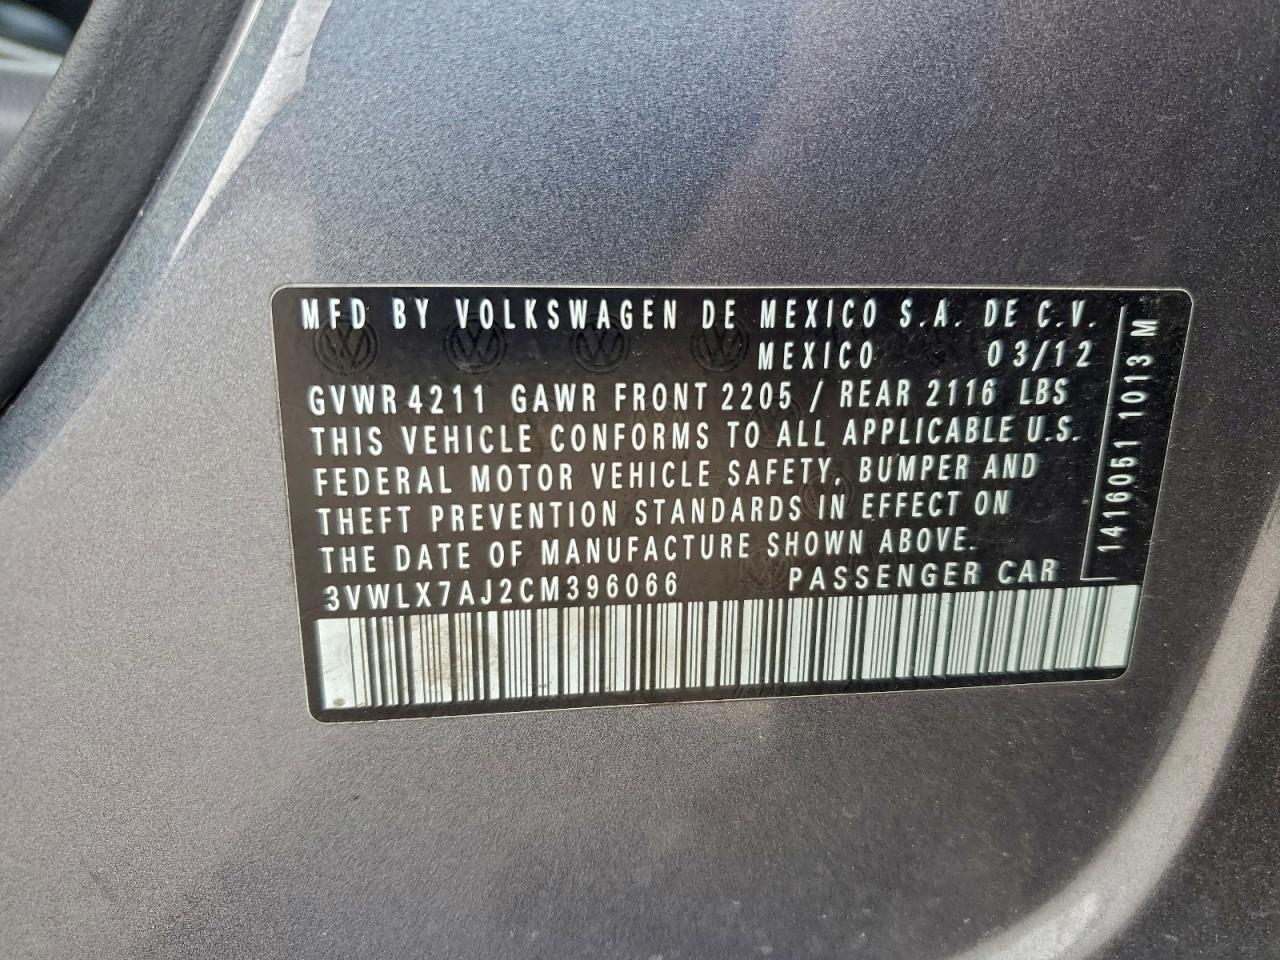 MFD BY VOLKSWAGEN DE MEXICO S.A. DE C.V.
MEXICO 03/12
GVWR 4211 GAWR FRONT 2205 / REAR 2116 LBS
THIS VEHICLE CONFORMS TO ALL APPLICABLE U.S.
FEDERAL MOTOR VEHICLE SAFETY, BUMPER AND
THEFT PREVENTION STANDARDS IN EFFECT ON
THE DATE OF MANUFACTURE SHOWN ABOVE.
3VWLX7AJ2CM396066 PASSENGER CAR
1416051 1013 M